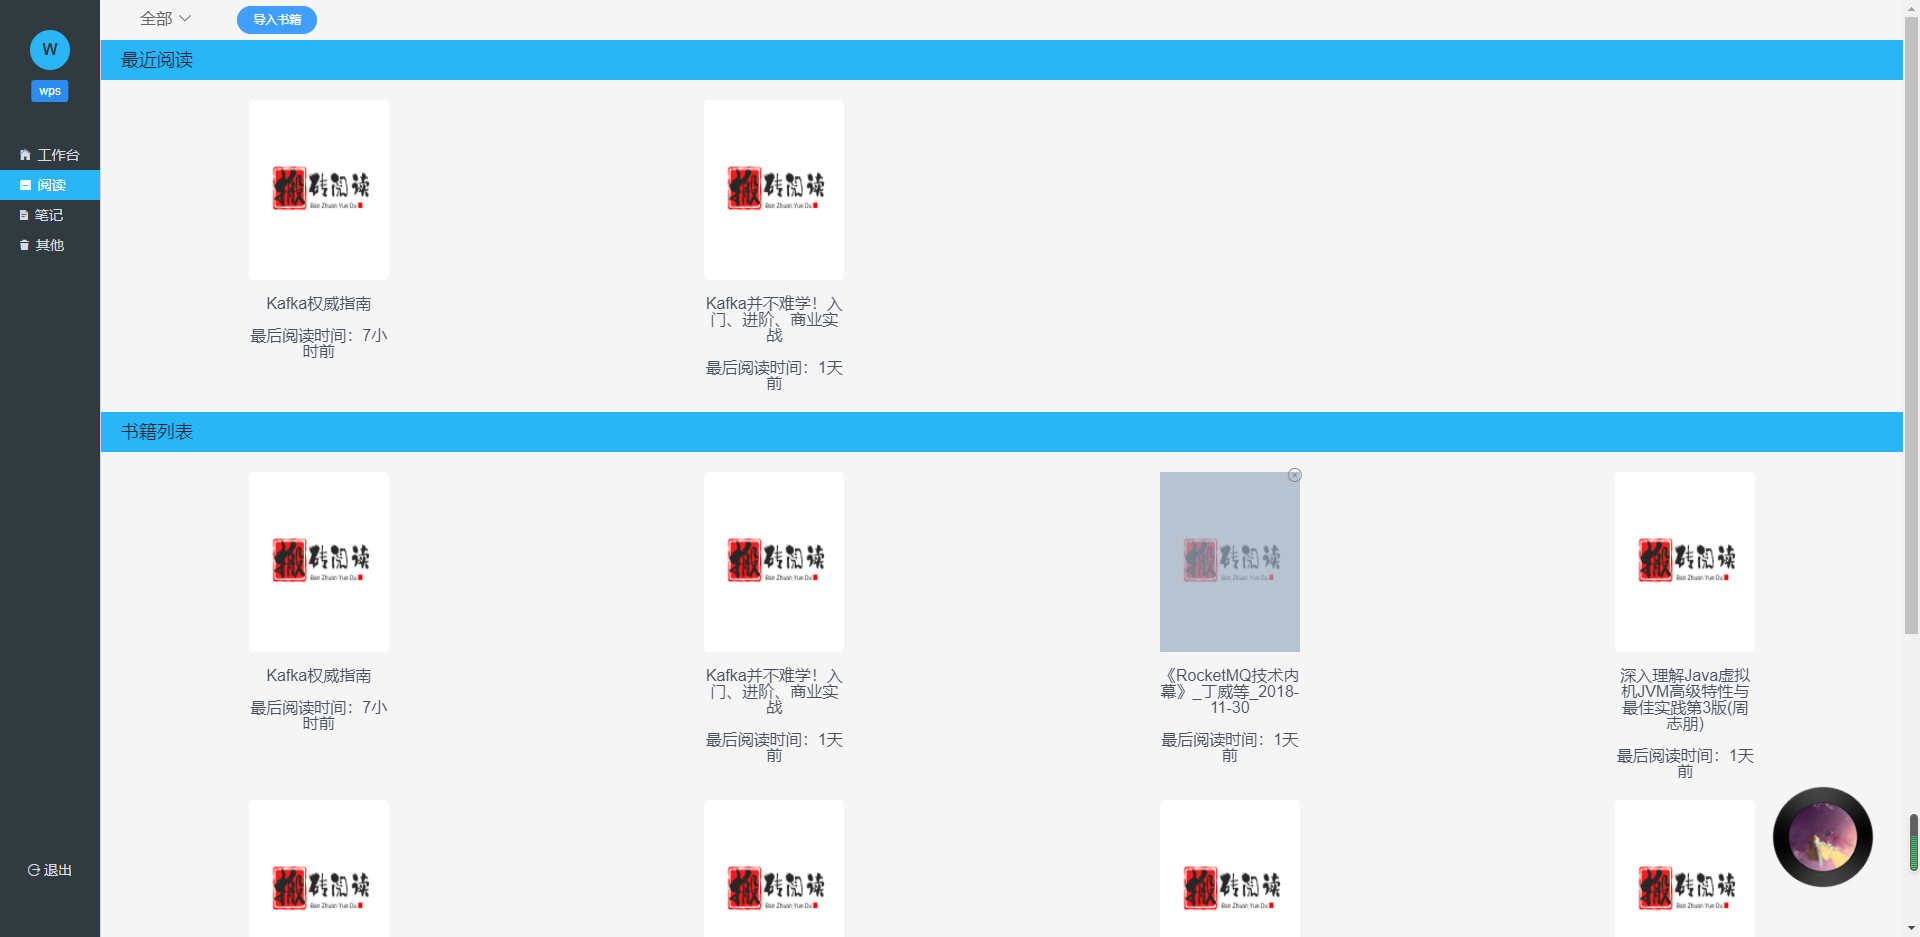 W
wps
工作台
阅读
笔记
其他
退出
全部
导入书籍
最近阅读
搬砖阅读
Ban Zhuan Yue Du
Kafka权威指南
最后阅读时间：7小
时前
搬砖阅读
Ban Zhuan Yue Du
Kafka并不难学！入
门、进阶、商业实
战
最后阅读时间：1天
前
书籍列表
搬砖阅读
Ban Zhuan Yue Du
Kafka权威指南
最后阅读时间：7小
时前
搬砖阅读
Ban Zhuan Yue Du
Kafka并不难学！入
门、进阶、商业实
战
最后阅读时间：1天
前
搬砖阅读
Ban Zhuan Yue Du
《RocketMQ技术内
幕》_丁威等_2018-
11-30
最后阅读时间：1天
前
搬砖阅读
Ban Zhuan Yue Du
深入理解Java虚拟
机JVM高级特性与
最佳实践第3版(周
志朋)
最后阅读时间：1天
前
搬砖阅读
Ban Zhuan Yue Du
搬砖阅读
Ban Zhuan Yue Du
搬砖阅读
Ban Zhuan Yue Du
搬砖阅读
Ban Zhuan Yue Du